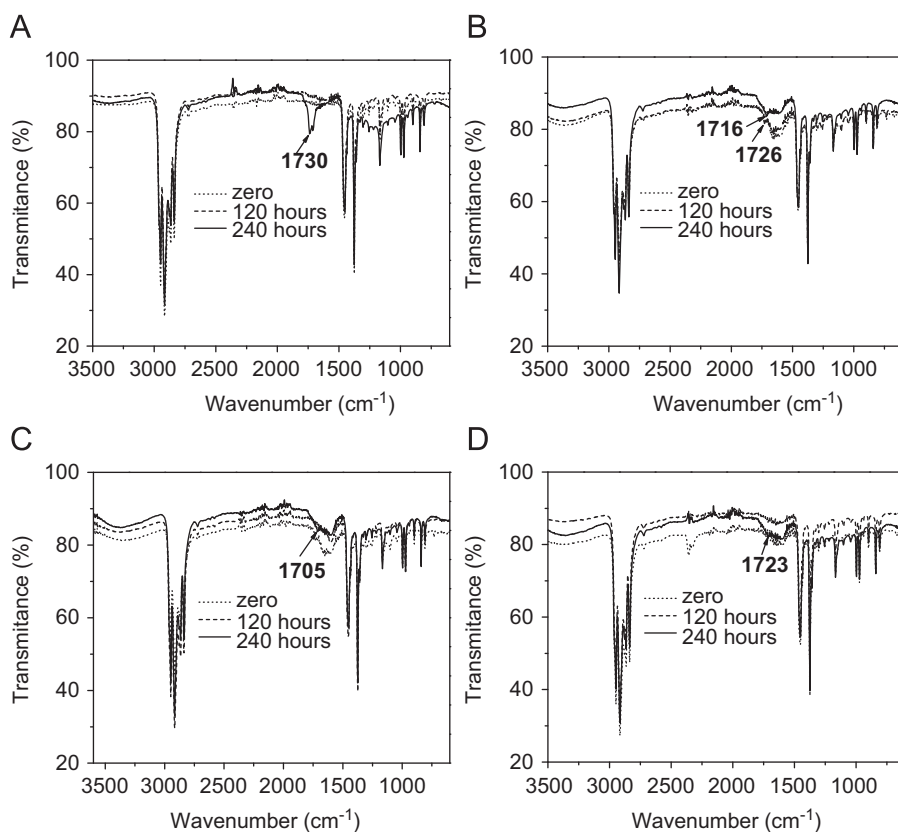 A
100
80
60
40
20
Transmitance (%)
1730
zero
120 hours
240 hours
3500 3000 2500 2000 1500 1000
Wavenumber (cm-1)
B
100
80
60
40
20
Transmitance (%)
1716
1726
zero
120 hours
240 hours
3500 3000 2500 2000 1500 1000
Wavenumber (cm-1)
C
100
80
60
40
20
Transmitance (%)
1705
zero
120 hours
240 hours
3500 3000 2500 2000 1500 1000
Wavenumber (cm-1)
D
100
80
60
40
20
Transmitance (%)
1723
zero
120 hours
240 hours
3500 3000 2500 2000 1500 1000
Wavenumber (cm-1)